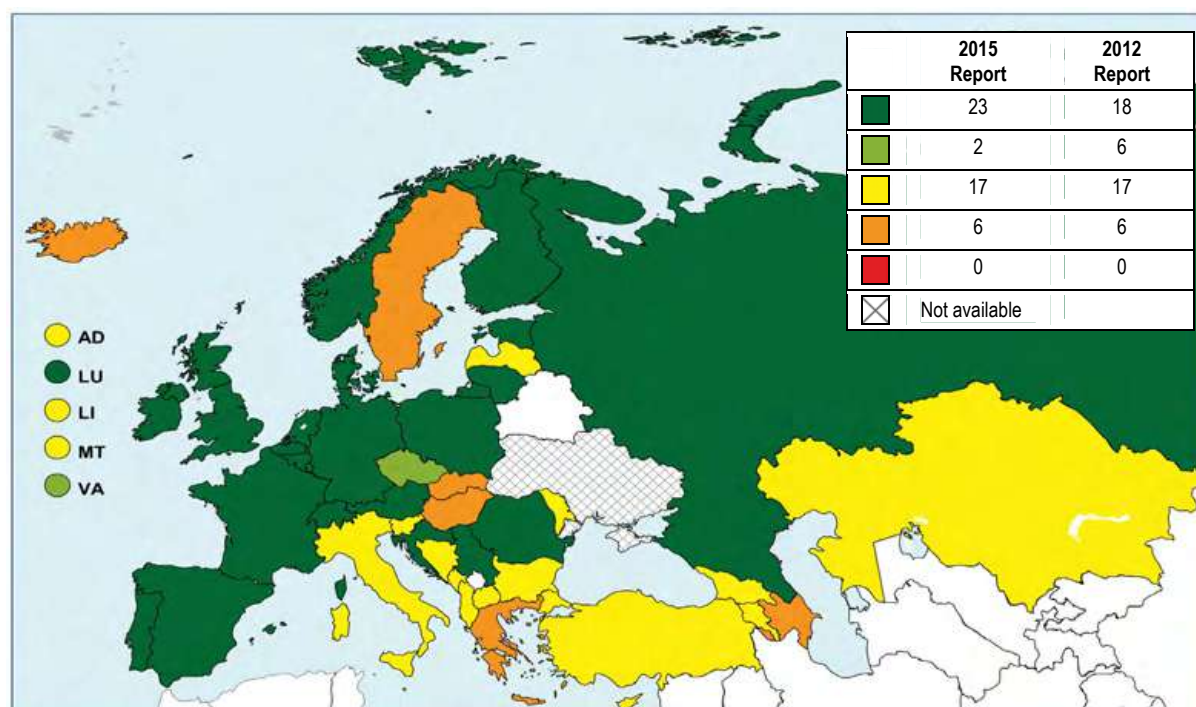 2015 Report 2012 Report
23 18
2 6
17 17
6 6
0 0
Not available
AD
LU
LI
MT
VA